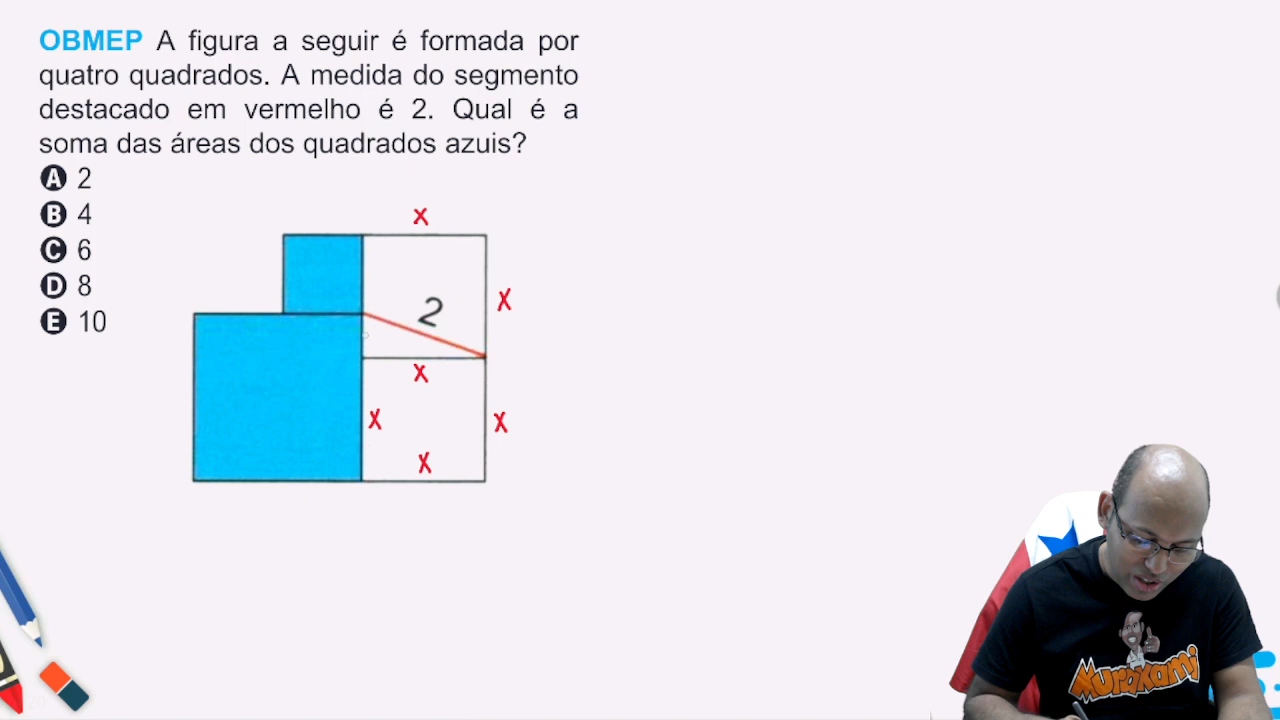 OBMEP A figura a seguir é formada por
quatro quadrados. A medida do segmento
destacado em vermelho é 2. Qual é a
soma das áreas dos quadrados azuis?
A 2
B 4
C 6
D 8
E 10
x
2
x
x
x
x
x
Murakami